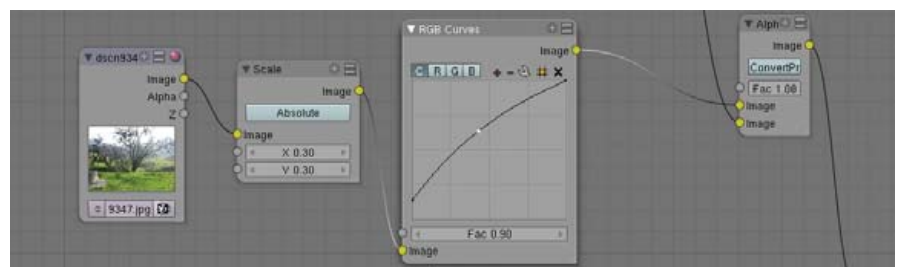 dscn934
Image
Alpha
Z
9347.jpg
Scale
Image
Absolute
Image
X 0.30
Y 0.30
RGB Curves
Image
C R G B
Fac 0.90
Image
Alph
Image
ConvertPr
Fac 1.00
Image
Image